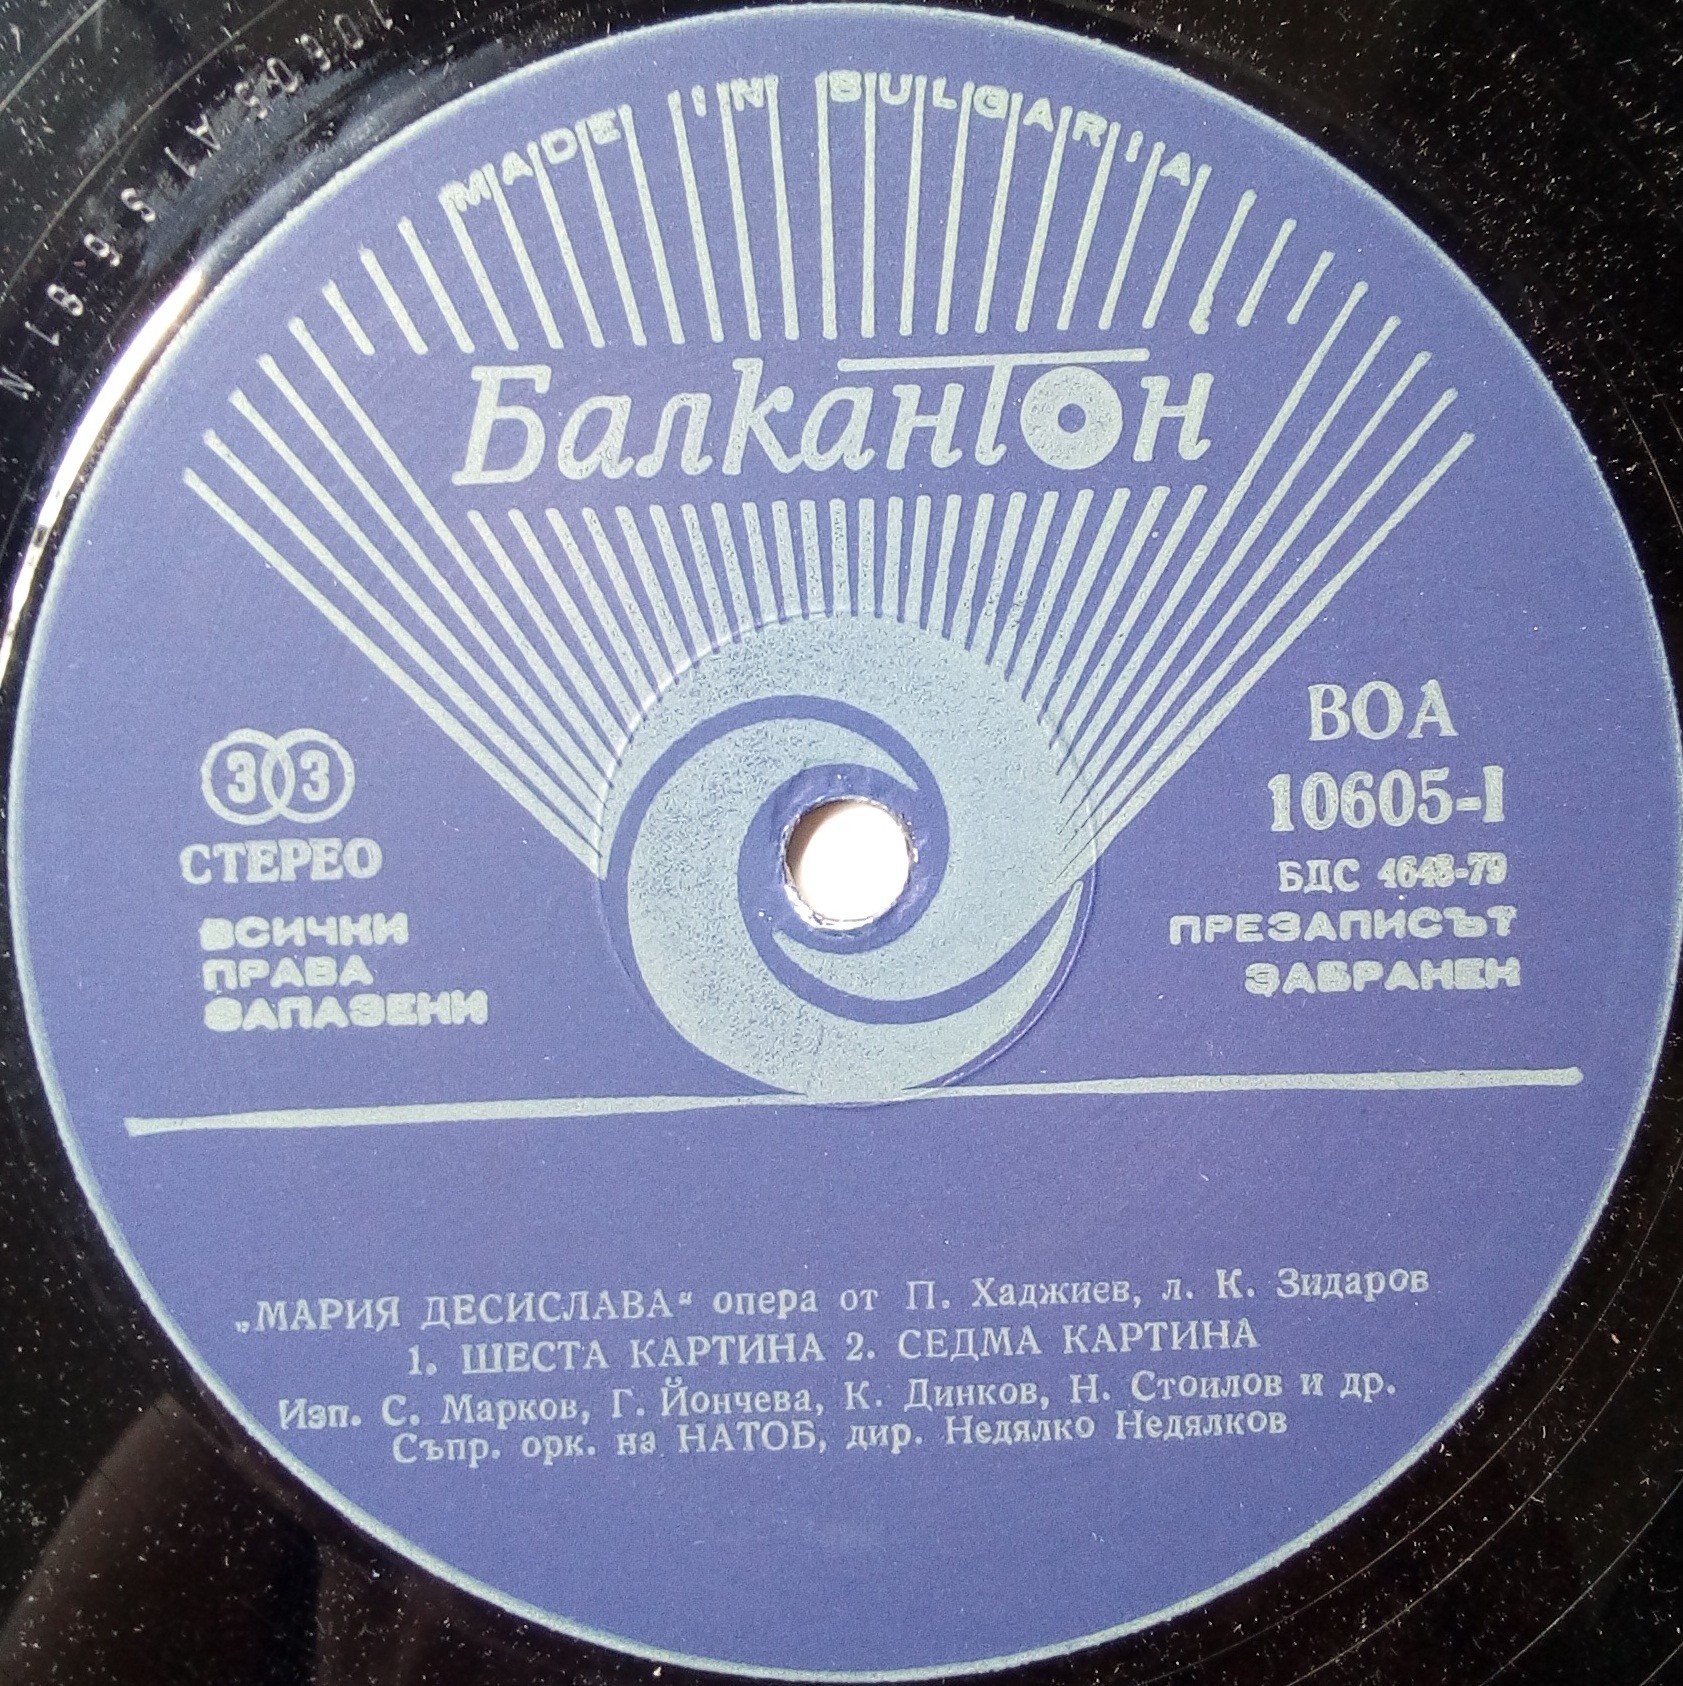 MADE IN BULGARIA
Балкантон
33
СТЕРЕО
ВСИЧКИ
ПРАВА
ЗАПАЗЕНИ
ВОА
10605-I
БДС 4648-79
ПРЕЗАПИСЪТ
ЗАБРАНЕН
„МАРИЯ ДЕСИСЛАВА“ опера от П. Хаджиев, л. К. Зидаров
1. ШЕСТА КАРТИНА 2. СЕДМА КАРТИНА
Изп. С. Марков, Г. Йончева, К. Динков, Н. Стоилов и др.
Съпр. орк. на НАТОБ, дир. Недялко Недялков